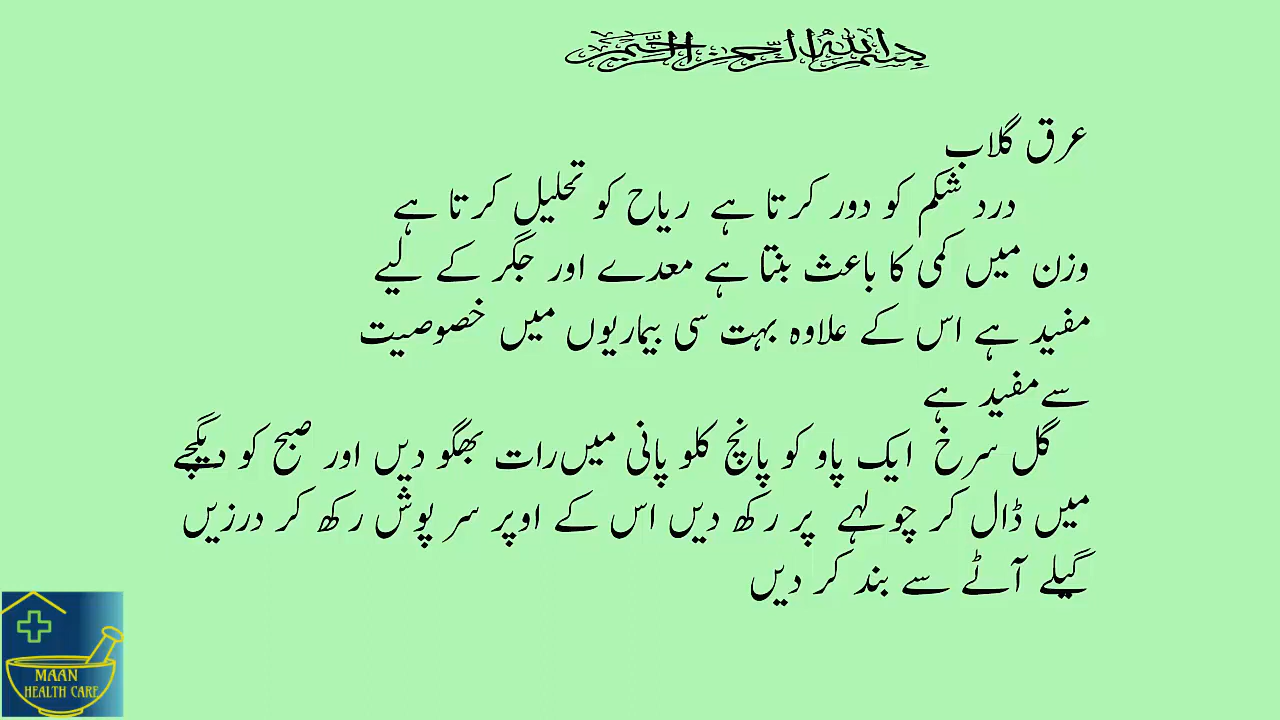 بسم اللہ الرحمن الرحیم
عرق گلاب
درد شکم کو دور کرتا ہے ریاح کو تحلیل کرتا ہے
وزن میں کمی کا باعث بنتا ہے معدے اور جگر کے لیے
مفید ہے اس کے علاوہ بہت سی بیماریوں میں خصوصیت
سے مفید ہے
گل سرخ ایک پاو کو پانچ کلو پانی میں رات بھگو دیں اور صبح کو دیگچے
میں ڈال کر چولہے پر رکھ دیں اس کے اوپر سر پوش رکھ کر درزیں
گیلے آٹے سے بند کر دیں
MAAN
HEALTH CARE